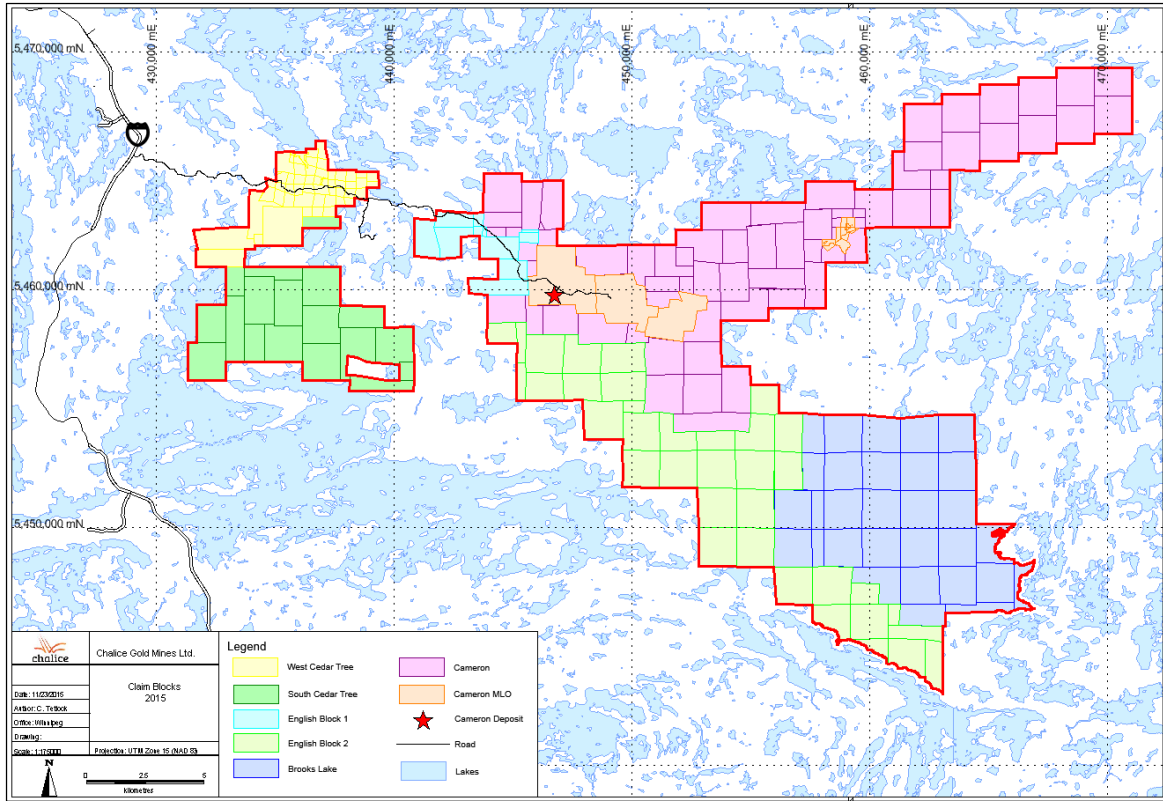 430,000 mE
440,000 mE
450,000 mE
460,000 mE
470,000 mE
5,470,000 mN
5,460,000 mN
5,450,000 mN
chalice
Chalice Gold Mines Ltd.
Claim Blocks
2015
Date: 11/23/2015
Author: C. Tetlock
Office: Winnipeg
Drawing:
Scale: 1:175000
Projection: UTM Zone 15 (NAD 83)
N
0 2.5 5
kilometres
Legend
West Cedar Tree
South Cedar Tree
English Block 1
English Block 2
Brooks Lake
Cameron
Cameron MLO
Cameron Deposit
Road
Lakes